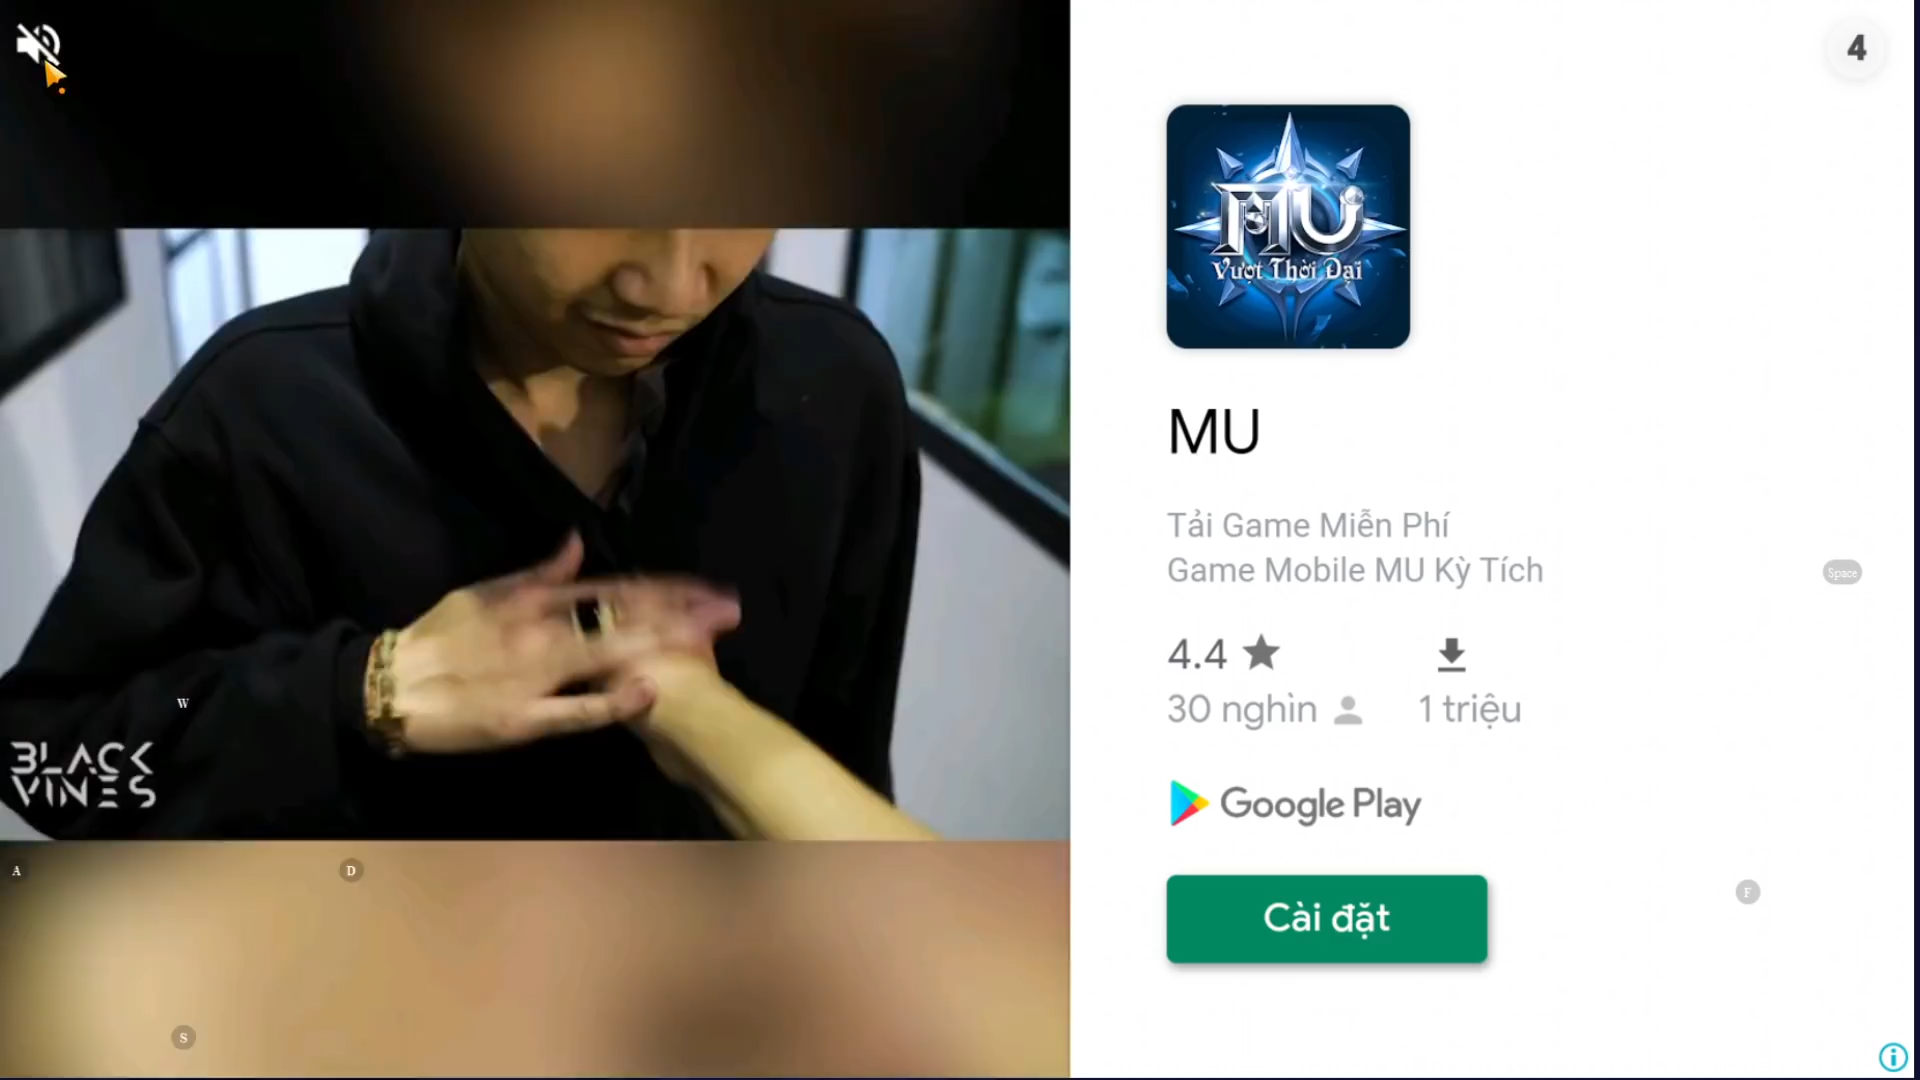 4
MU
Vượt Thời Đại
MU
Tải Game Miễn Phí
Game Mobile MU Kỳ Tích
Space
4.4
30 nghìn
1 triệu
W
BLACK
VINES
Google Play
A
D
F
Cài đặt
S